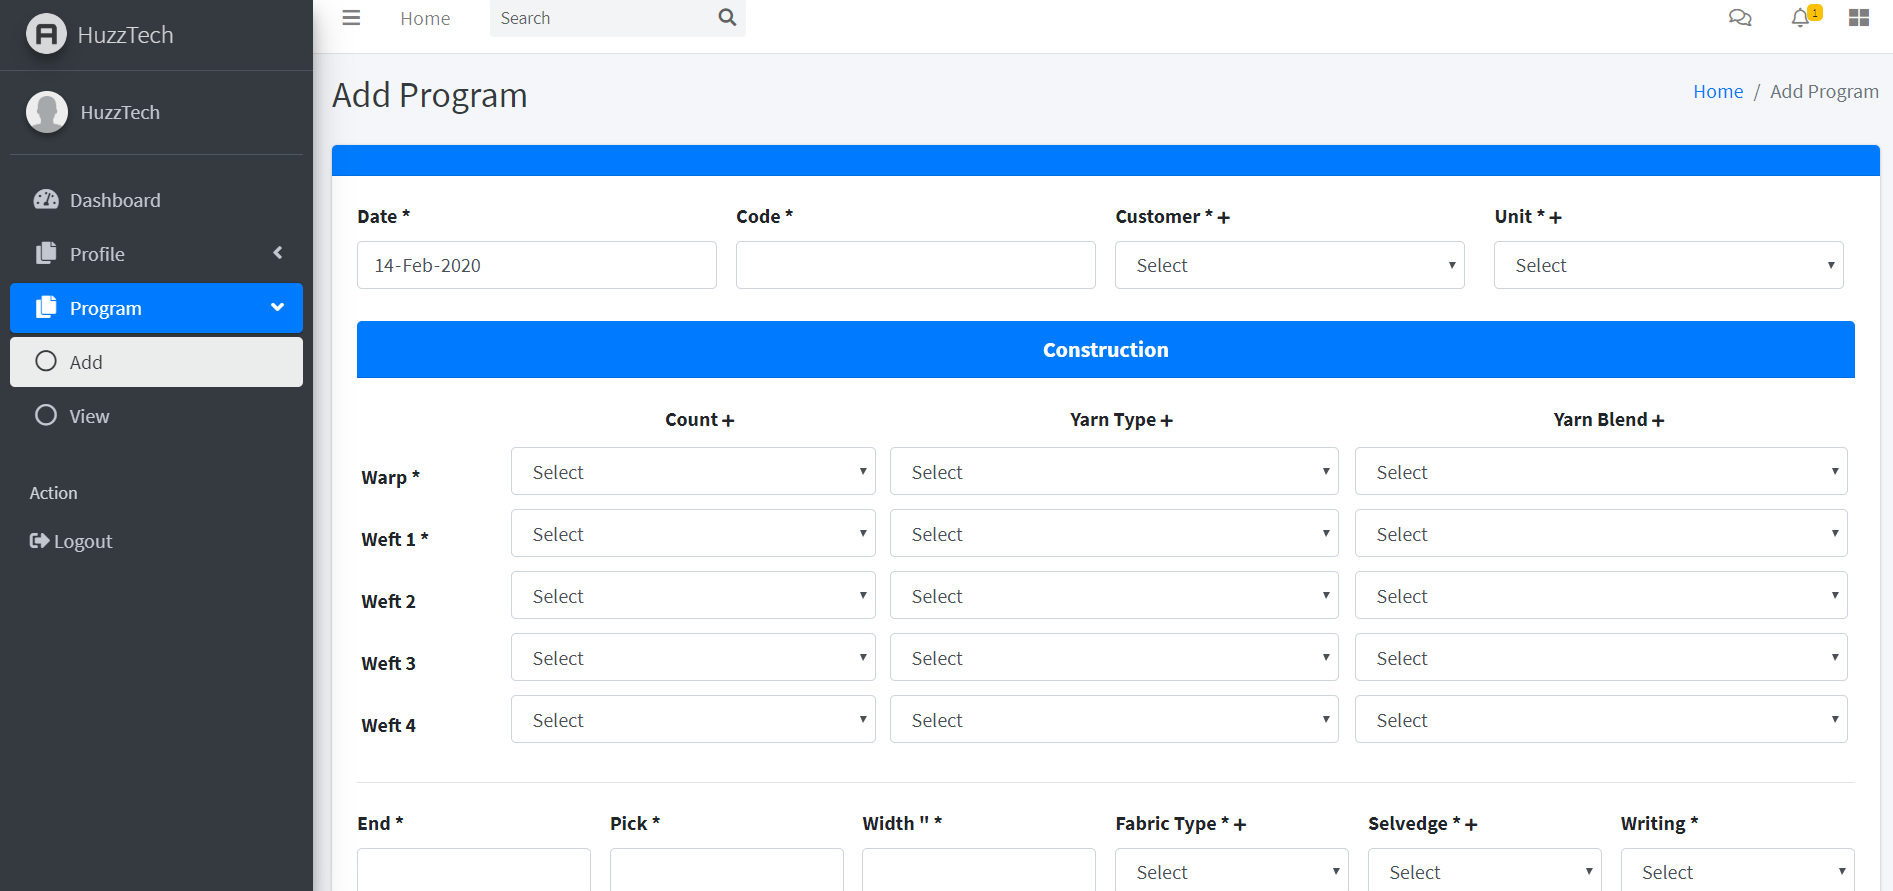 HuzzTech
Home
Search
1
HuzzTech
Add Program
Home / Add Program
Dashboard
Profile
Program
Add
View
Action
Logout
Date * Code * Customer * + Unit * +
14-Feb-2020 Select Select
Construction
Count + Yarn Type + Yarn Blend +
Warp * Select Select Select
Weft 1 * Select Select Select
Weft 2 Select Select Select
Weft 3 Select Select Select
Weft 4 Select Select Select
End * Pick * Width " * Fabric Type * + Selvedge * + Writing *
Select Select Select